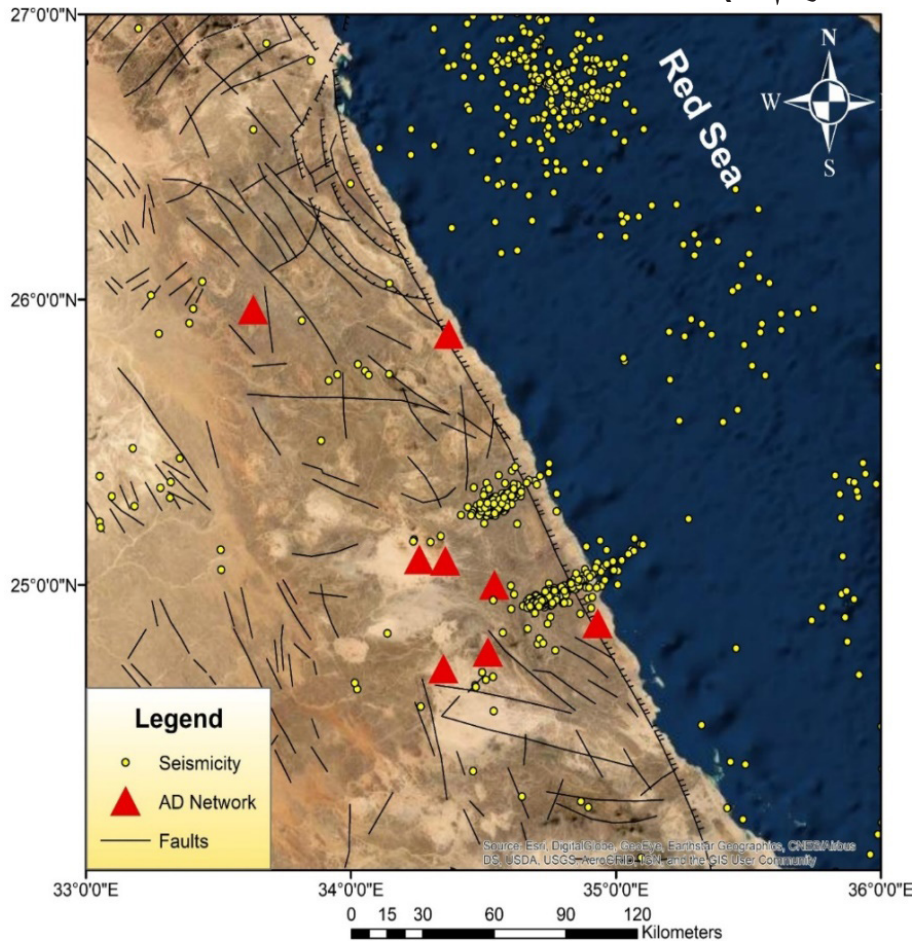 27°0'0"N
26°0'0"N
25°0'0"N
Red Sea
N
W
S
Legend
Seismicity
AD Network
Faults
Source: Esri, DigitalGlobe, GeoEye, Earthstar Geographics, CNES/Airbus
DS, USDA, USGS, AeroGRID, IGN, and the GIS User Community
33°0'0"E 34°0'0"E 35°0'0"E 36°0'0"E
0 15 30 60 90 120
Kilometers